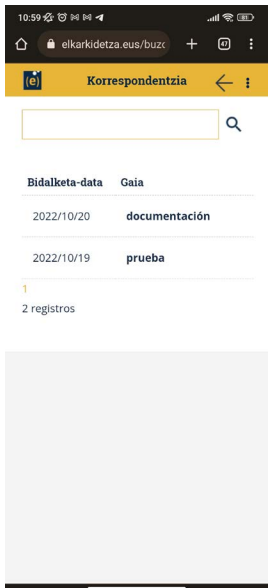 10:59
elkarkidetza.eus/buzc
47
(e)
Korrespondentzia
Bidalketa-data Gaia
2022/10/20 documentación
2022/10/19 prueba
1
2 registros